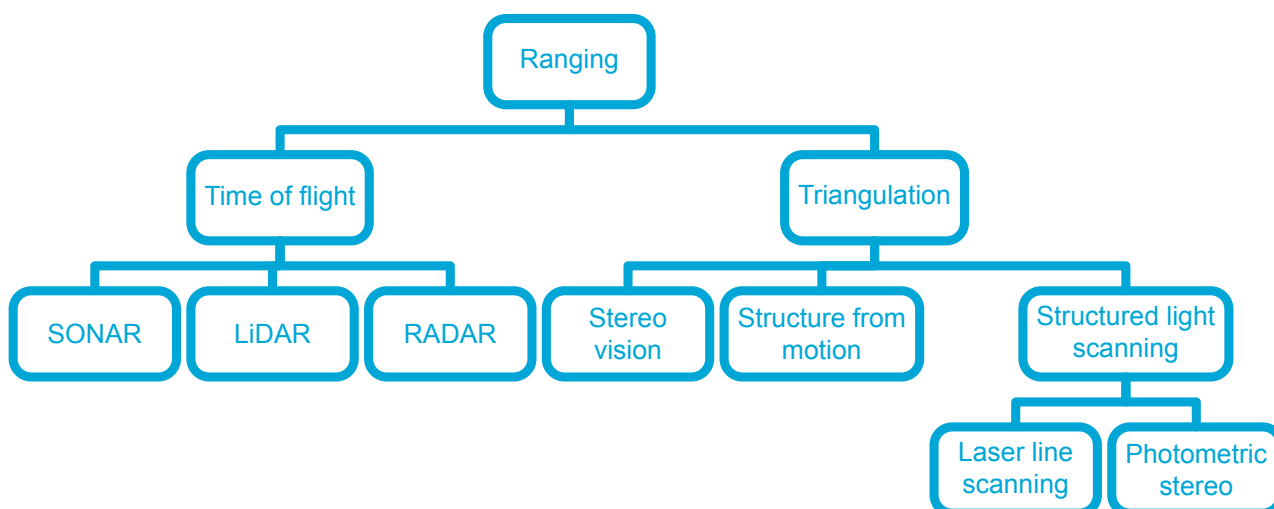 Ranging
Time of flight
Triangulation
SONAR
LiDAR
RADAR
Stereo
vision
Structure from
motion
Structured light
scanning
Laser line
scanning
Photometric
stereo